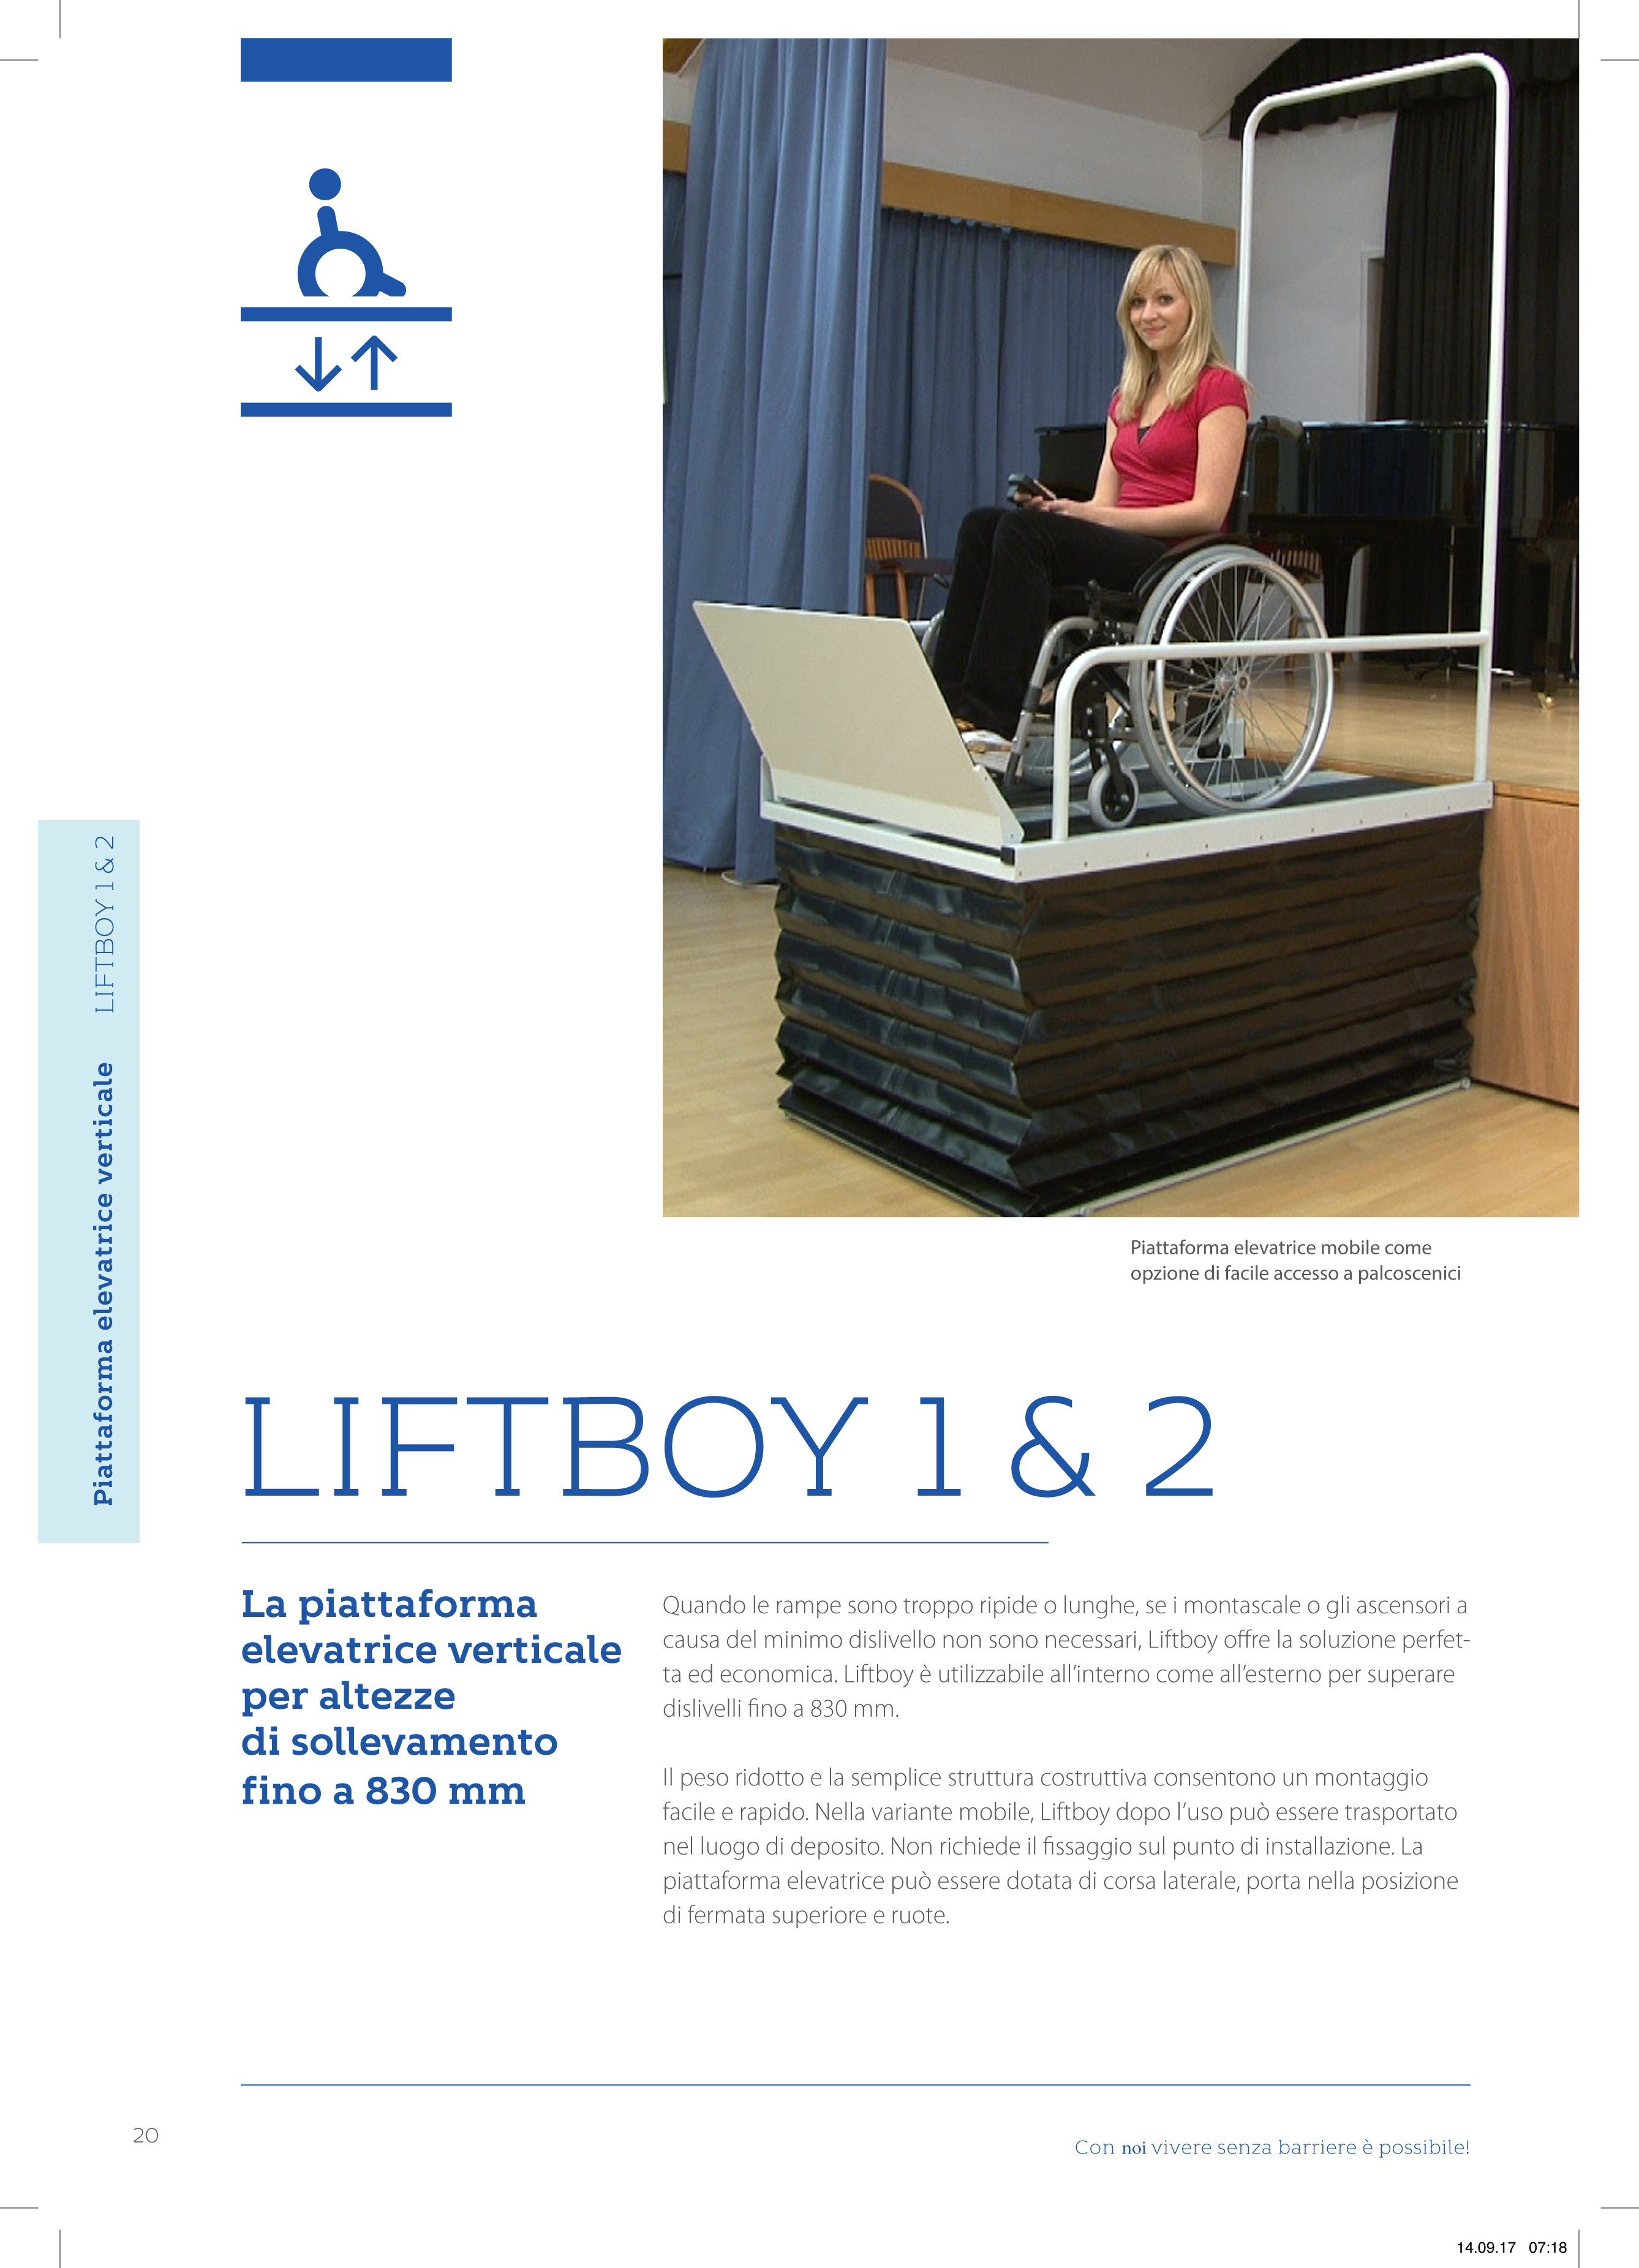 Piattaforma elevatrice mobile come
opzione di facile accesso a palcoscenici
Piattaforma elevatrice verticale LIFTBOY 1 & 2
LIFTBOY 1 & 2
La piattaforma
elevatrice verticale
per altezze
di sollevamento
fino a 830 mm
Quando le rampe sono troppo ripide o lunghe, se i montascale o gli ascensori a
causa del minimo dislivello non sono necessari, Liftboy offre la soluzione perfet-
ta ed economica. Liftboy è utilizzabile all’interno come all’esterno per superare
dislivelli fino a 830 mm.
Il peso ridotto e la semplice struttura costruttiva consentono un montaggio
facile e rapido. Nella variante mobile, Liftboy dopo l’uso può essere trasportato
nel luogo di deposito. Non richiede il fissaggio sul punto di installazione. La
piattaforma elevatrice può essere dotata di corsa laterale, porta nella posizione
di fermata superiore e ruote.
20
Con noi vivere senza barriere è possibile!
14.09.17 07:18